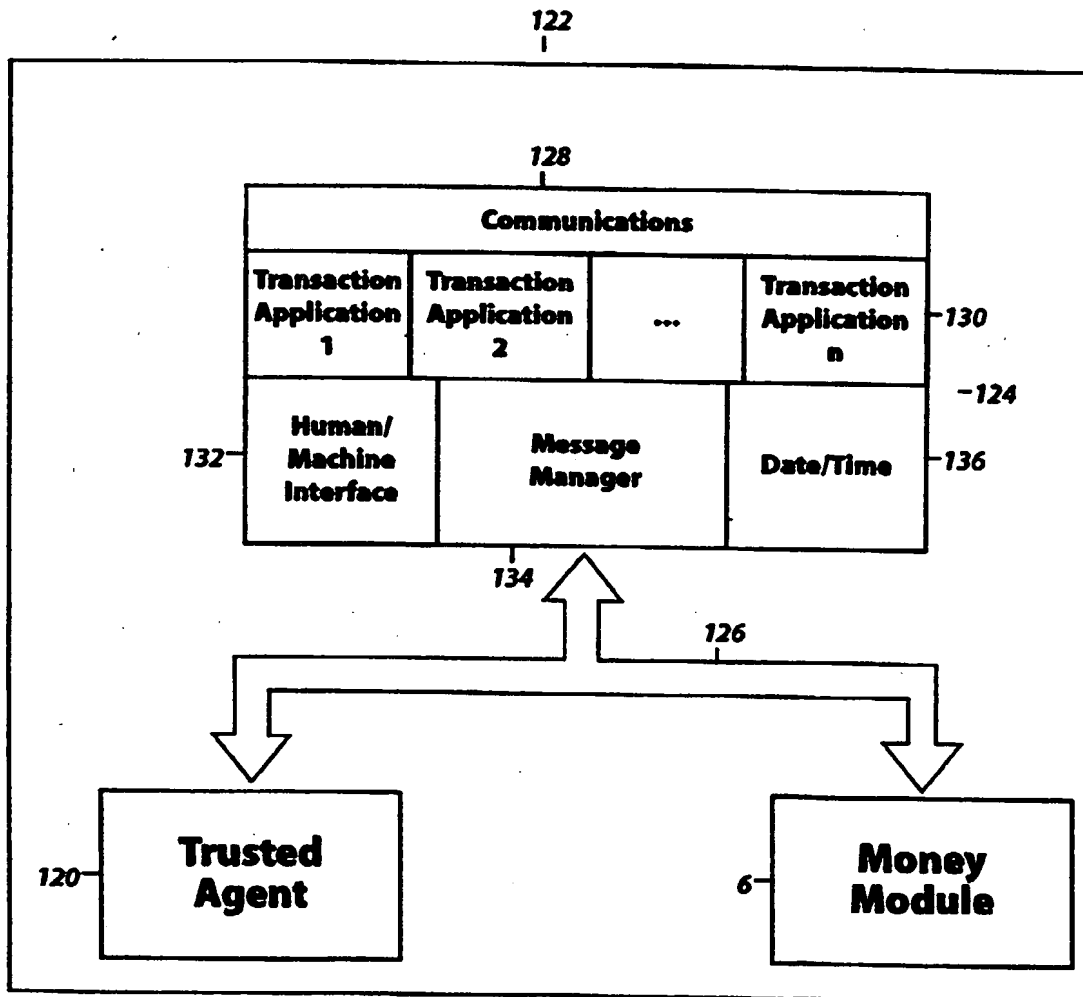 122
128
Communications
Transaction
Application
1
Transaction
Application
2
...
Transaction
Application
n
130
124
Human/
Machine
Interface
132
Message
Manager
Date/Time
136
134
126
Trusted
Agent
120
Money
Module
6